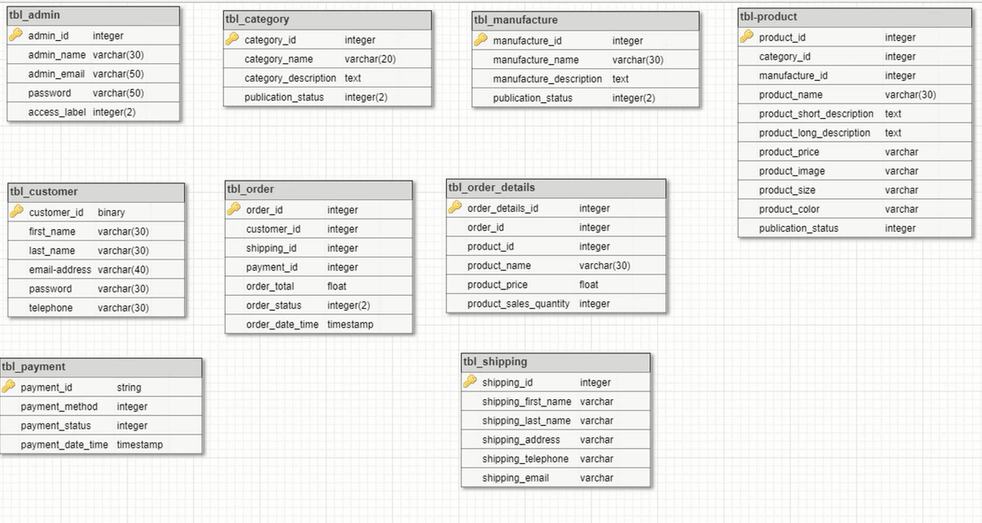 tbl_admin
admin_id integer
admin_name varchar(30)
admin_email varchar(50)
password varchar(50)
access_label integer(2)
tbl_category
category_id integer
category_name varchar(20)
category_description text
publication_status integer(2)
tbl_manufacture
manufacture_id integer
manufacture_name varchar(30)
manufacture_description text
publication_status integer(2)
tbl-product
product_id integer
category_id integer
manufacture_id integer
product_name varchar(30)
product_short_description text
product_long_description text
product_price varchar
product_image varchar
product_size varchar
product_color varchar
publication_status integer
tbl_customer
customer_id binary
first_name varchar(30)
last_name varchar(30)
email-address varchar(40)
password varchar(30)
telephone varchar(30)
tbl_order
order_id integer
customer_id integer
shipping_id integer
payment_id integer
order_total float
order_status integer(2)
order_date_time timestamp
tbl_order_details
order_details_id integer
order_id integer
product_id integer
product_name varchar(30)
product_price float
product_sales_quantity integer
tbl_payment
payment_id string
payment_method integer
payment_status integer
payment_date_time timestamp
tbl_shipping
shipping_id integer
shipping_first_name varchar
shipping_last_name varchar
shipping_address varchar
shipping_telephone varchar
shipping_email varchar